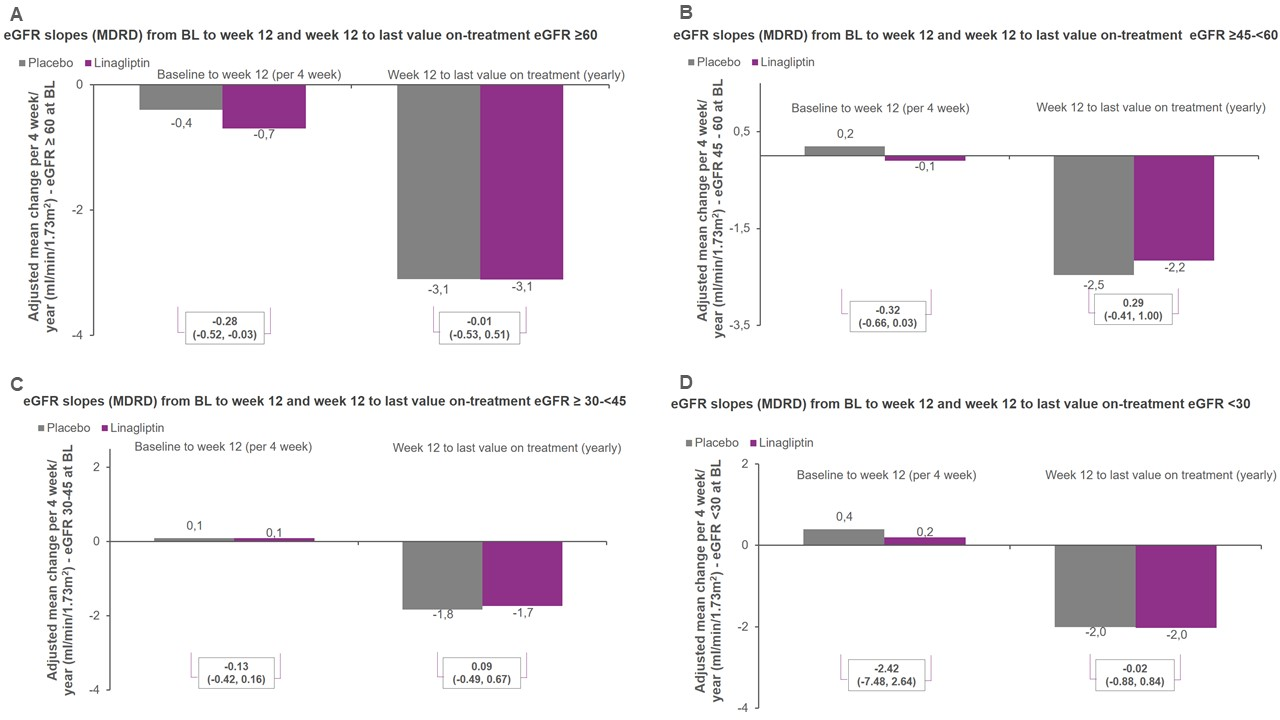 A
eGFR slopes (MDRD) from BL to week 12 and week 12 to last value on-treatment eGFR ≥60
Placebo Linagliptin
Baseline to week 12 (per 4 week) Week 12 to last value on treatment (yearly)
Adjusted mean change per 4 week/
year (ml/min/1.73m²) - eGFR ≥ 60 at BL
0
-2
-4
-0,4
-0,7
-3,1
-3,1
-0.28
(-0.52, -0.03)
-0.01
(-0.53, 0.51)
B
eGFR slopes (MDRD) from BL to week 12 and week 12 to last value on-treatment eGFR ≥45-<60
Placebo Linagliptin
Baseline to week 12 (per 4 week) Week 12 to last value on treatment (yearly)
Adjusted mean change per 4 week/
year (ml/min/1.73m²) - eGFR 45 - 60 at BL
0,5
-1,5
-3,5
0,2
-0,1
-2,5
-2,2
-0.32
(-0.66, 0.03)
0.29
(-0.41, 1.00)
C
eGFR slopes (MDRD) from BL to week 12 and week 12 to last value on-treatment eGFR ≥ 30-<45
Placebo Linagliptin
Baseline to week 12 (per 4 week) Week 12 to last value on treatment (yearly)
Adjusted mean change per 4 week/
year (ml/min/1.73m²) - eGFR 30-45 at BL
2
0
-2
-4
0,1
0,1
-1,8
-1,7
-0.13
(-0.42, 0.16)
0.09
(-0.49, 0.67)
D
eGFR slopes (MDRD) from BL to week 12 and week 12 to last value on-treatment eGFR <30
Placebo Linagliptin
Baseline to week 12 (per 4 week) Week 12 to last value on treatment (yearly)
Adjusted mean change per 4 week/
year (ml/min/1.73m²) - eGFR <30 at BL
2
0
-2
-4
0,4
0,2
-2,0
-2,0
-2.42
(-7.48, 2.64)
-0.02
(-0.88, 0.84)